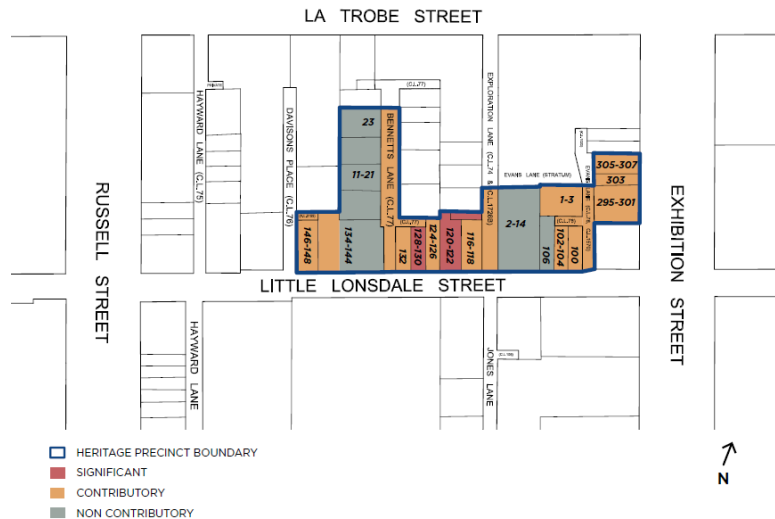 LA TROBE STREET
RUSSELL STREET
HAYWARD LANE (C.L.75)
DAVISONS PLACE (C.L.76)
BENNETTS LANE (C.L.77)
(C.L.77)
EXPLORATION LANE (C.L.74 & C.L.1728)
EVANS LANE (STRATUM)
EXHIBITION STREET
23
11-21
305-307
303
295-301
1-3
2-14
146-148
134-144
132
128-130
(C.L.77)
124-126
120-122
116-118
106
(C.L.78)
102-104
100
LITTLE LONSDALE STREET
HAYWARD LANE
JONES LANE
HERITAGE PRECINCT BOUNDARY
SIGNIFICANT
CONTRIBUTORY
NON CONTRIBUTORY
N